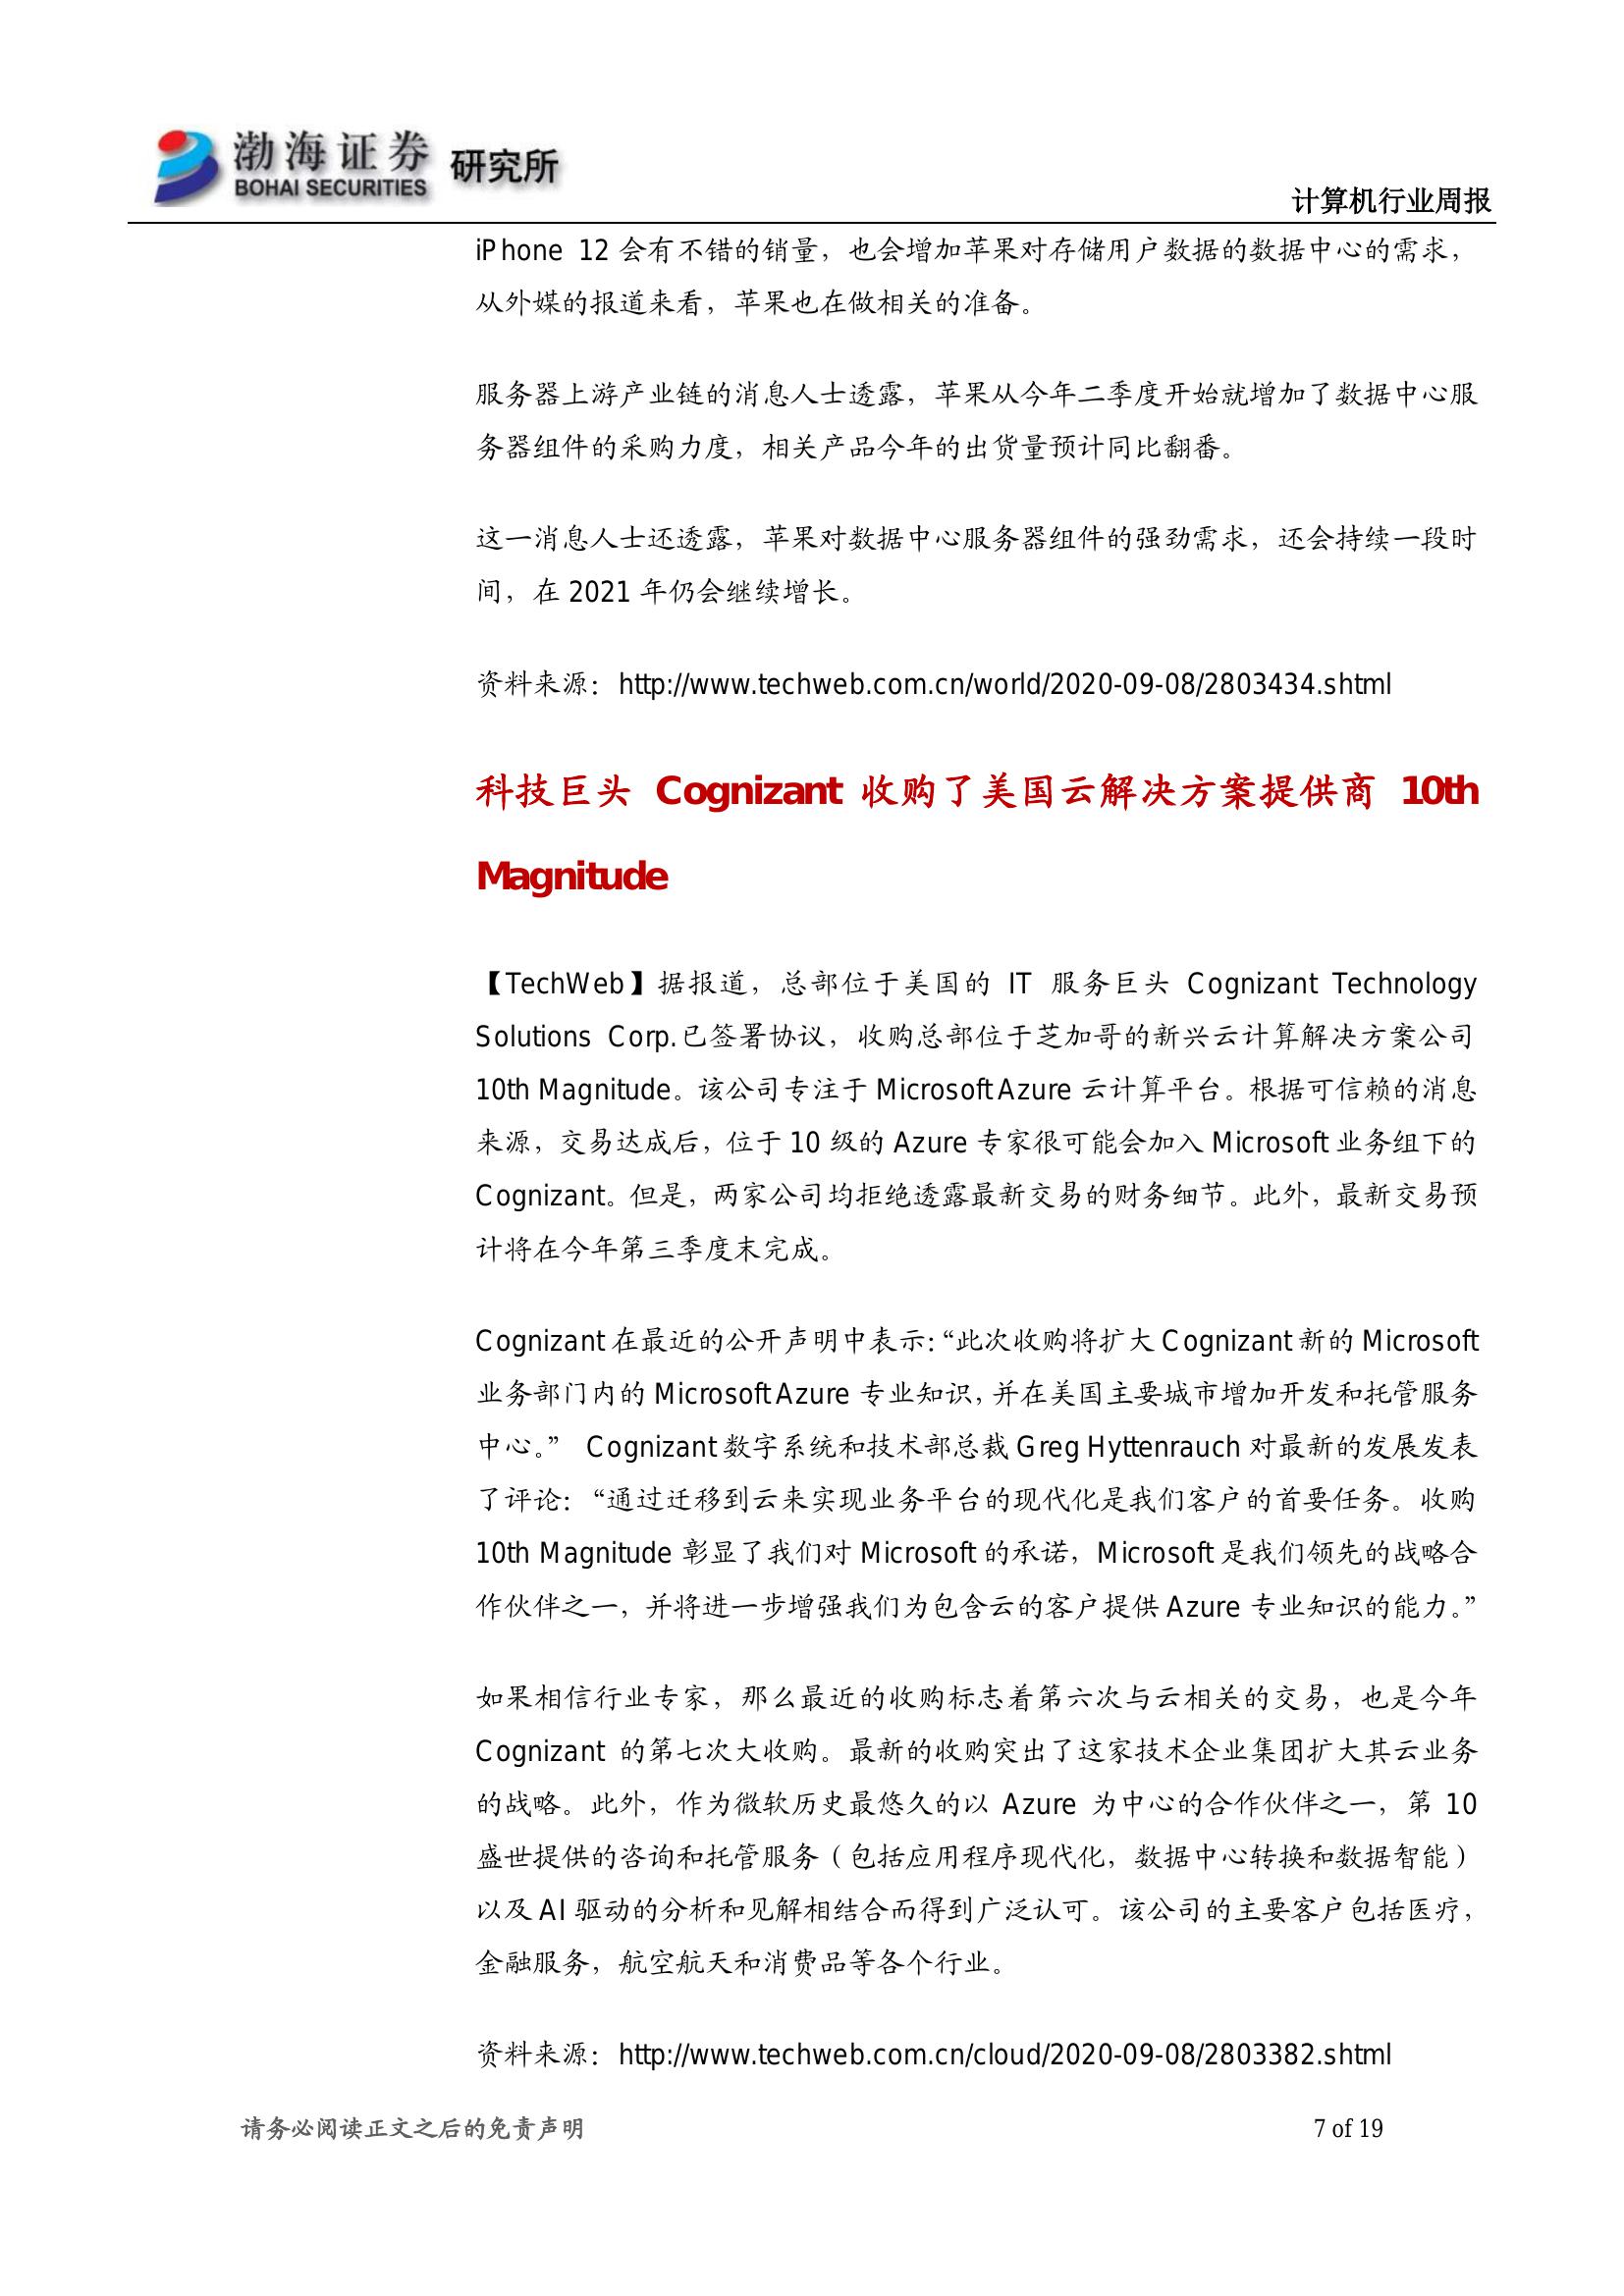 渤海证券 研究所
BOHAI SECURITIES
计算机行业周报
iPhone 12 会有不错的销量，也会增加苹果对存储用户数据的数据中心的需求，
从外媒的报道来看，苹果也在做相关的准备。
服务器上游产业链的消息人士透露，苹果从今年二季度开始就增加了数据中心服
务器组件的采购力度，相关产品今年的出货量预计同比翻番。
这一消息人士还透露，苹果对数据中心服务器组件的强劲需求，还会持续一段时
间，在 2021 年仍会继续增长。
资料来源：http://www.techweb.com.cn/world/2020-09-08/2803434.shtml
科技巨头 Cognizant 收购了美国云解决方案提供商 10th
Magnitude
【TechWeb】据报道，总部位于美国的 IT 服务巨头 Cognizant Technology
Solutions Corp.已签署协议，收购总部位于芝加哥的新兴云计算解决方案公司
10th Magnitude。该公司专注于 Microsoft Azure 云计算平台。根据可信赖的消息
来源，交易达成后，位于 10 级的 Azure 专家很可能会加入 Microsoft 业务组下的
Cognizant。但是，两家公司均拒绝透露最新交易的财务细节。此外，最新交易预
计将在今年第三季度末完成。
Cognizant 在最近的公开声明中表示：“此次收购将扩大 Cognizant 新的 Microsoft
业务部门内的 Microsoft Azure 专业知识，并在美国主要城市增加开发和托管服务
中心。” Cognizant 数字系统和技术部总裁 Greg Hyttenrauch 对最新的发展发表
了评论：“通过迁移到云来实现业务平台的现代化是我们客户的首要任务。收购
10th Magnitude 彰显了我们对 Microsoft 的承诺，Microsoft 是我们领先的战略合
作伙伴之一，并将进一步增强我们为包含云的客户提供 Azure 专业知识的能力。”
如果相信行业专家，那么最近的收购标志着第六次与云相关的交易，也是今年
Cognizant 的第七次大收购。最新的收购突出了这家技术企业集团扩大其云业务
的战略。此外，作为微软历史最悠久的以 Azure 为中心的合作伙伴之一，第 10
盛世提供的咨询和托管服务（包括应用程序现代化，数据中心转换和数据智能）
以及 AI 驱动的分析和见解相结合而得到广泛认可。该公司的主要客户包括医疗，
金融服务，航空航天和消费品等各个行业。
资料来源：http://www.techweb.com.cn/cloud/2020-09-08/2803382.shtml
请务必阅读正文之后的免责声明
7 of 19